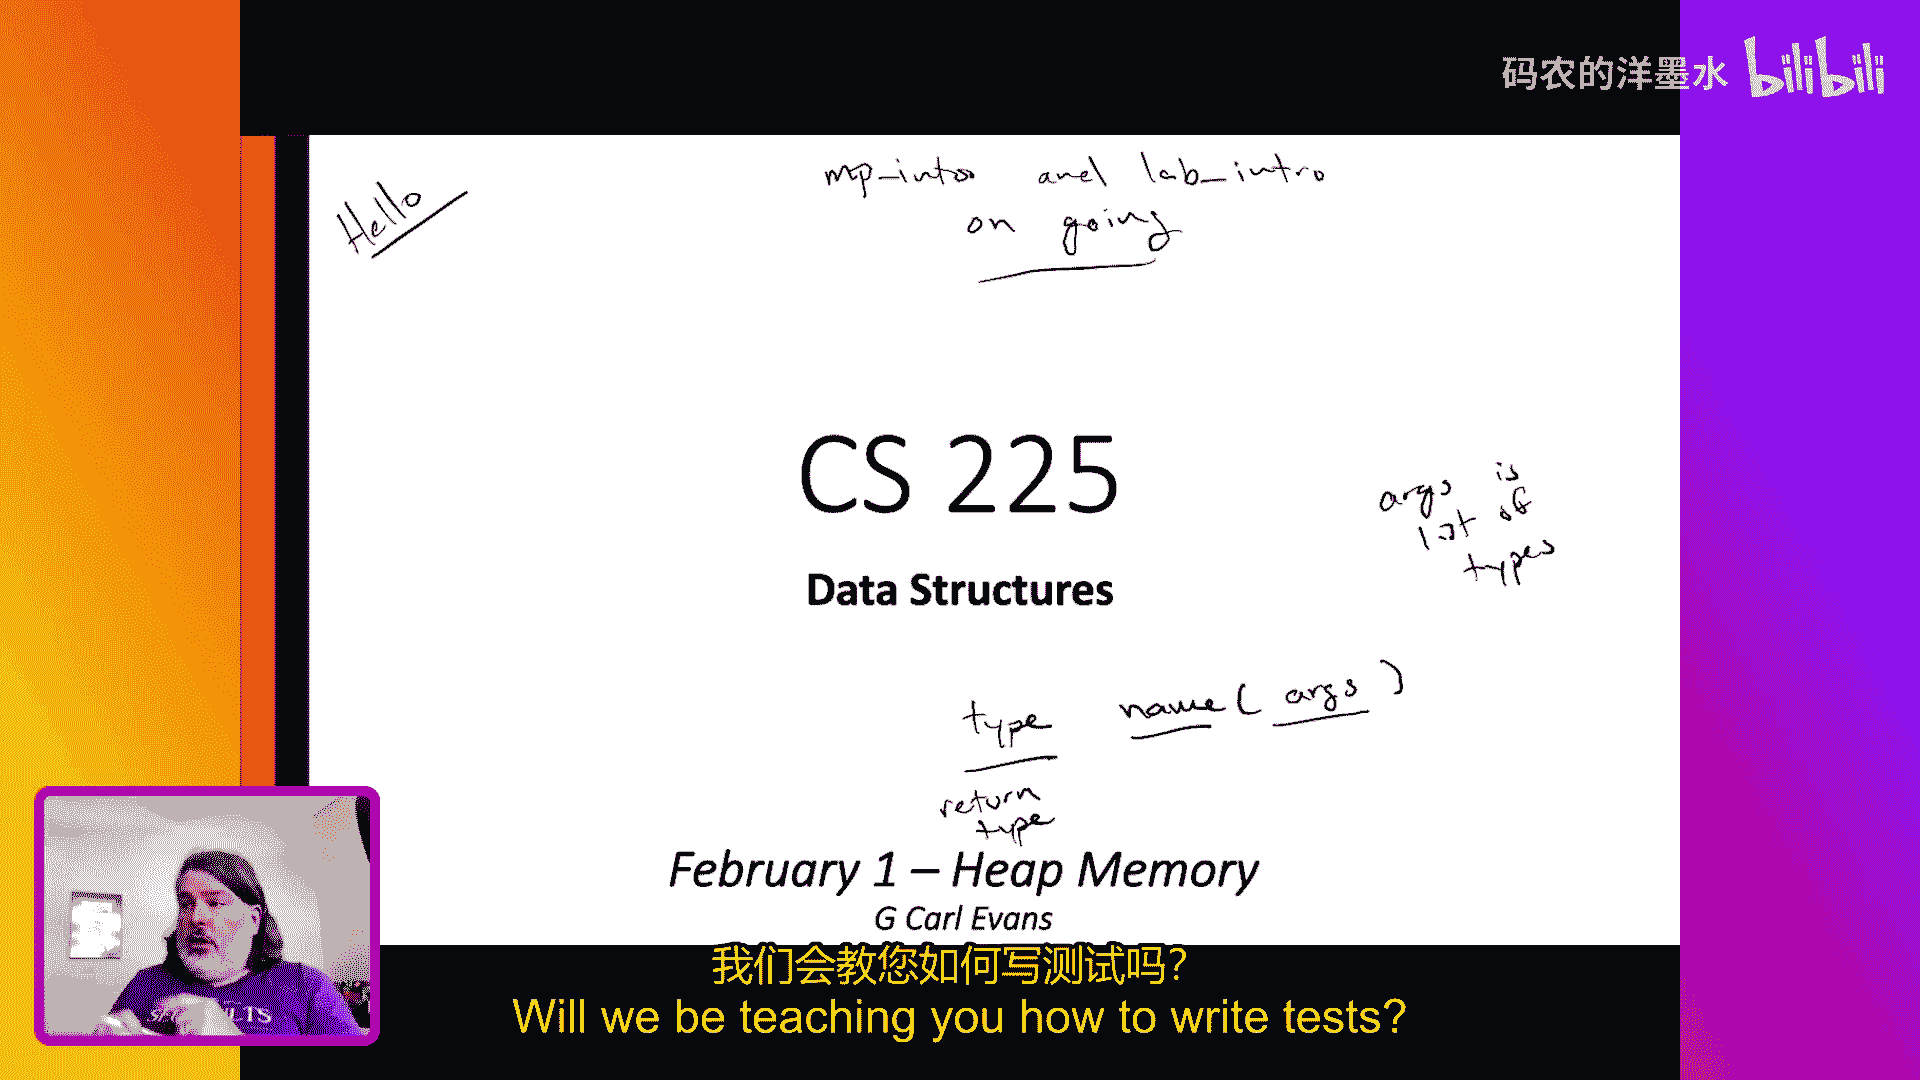 码农的洋墨水 bilibili
Hello
mp_intro and lab_intro
on going
CS 225
Data Structures
args is
list of
types
type name ( args )
return
type
February 1 – Heap Memory
G Carl Evans
我们会教您如何写测试吗?
Will we be teaching you how to write tests?